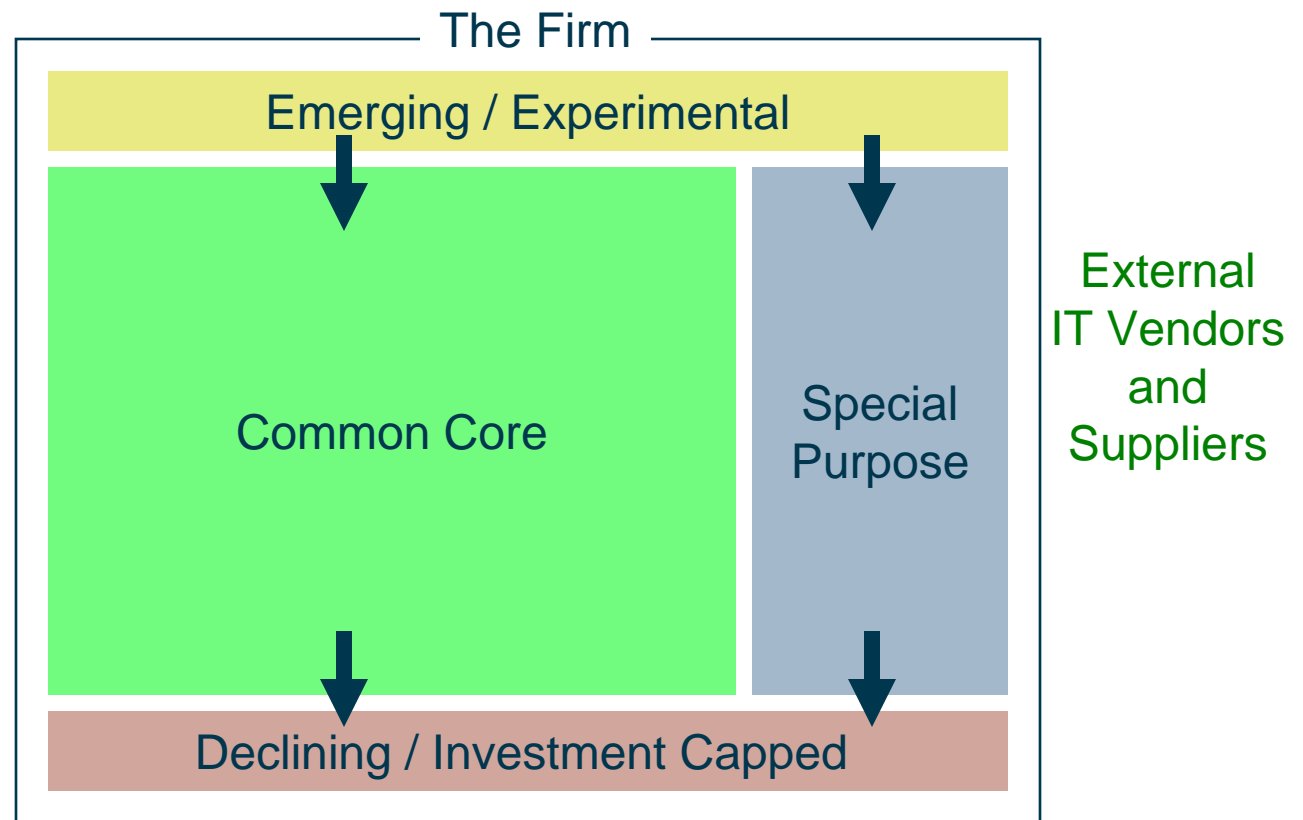 The Firm
Emerging / Experimental
Common Core
Special
Purpose
External
IT Vendors
and
Suppliers
Declining / Investment Capped